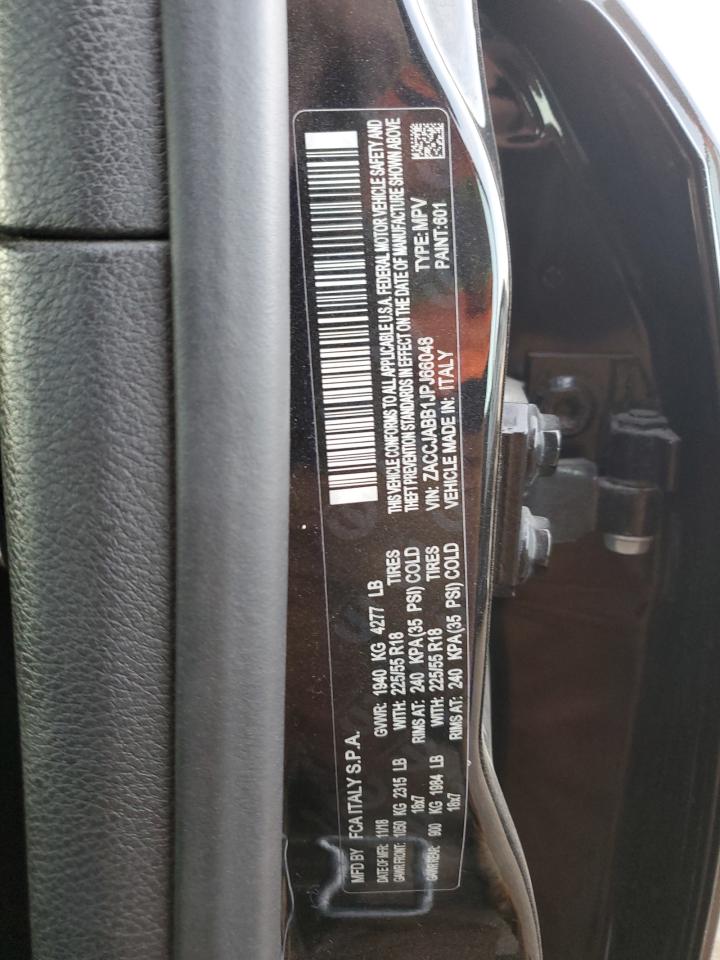 MFD BY FCA ITALY S.P.A.
DATE OF MFR: 11/18 GVWR: 1940 KG 4277 LB
GAWR FRONT: 1050 KG 2315 LB WITH: 225/55 R18 TIRES
18x7 RIMS AT: 240 KPA(35 PSI) COLD
GAWR REAR: 900 KG 1984 LB WITH: 225/55 R18 TIRES
18x7 RIMS AT: 240 KPA(35 PSI) COLD
THIS VEHICLE CONFORMS TO ALL APPLICABLE U.S.A. FEDERAL MOTOR VEHICLE SAFETY AND
THEFT PREVENTION STANDARDS IN EFFECT ON THE DATE OF MANUFACTURE SHOWN ABOVE
VIN: ZACCJABB1JPJ66048 TYPE: MPV
VEHICLE MADE IN: ITALY PAINT: 601